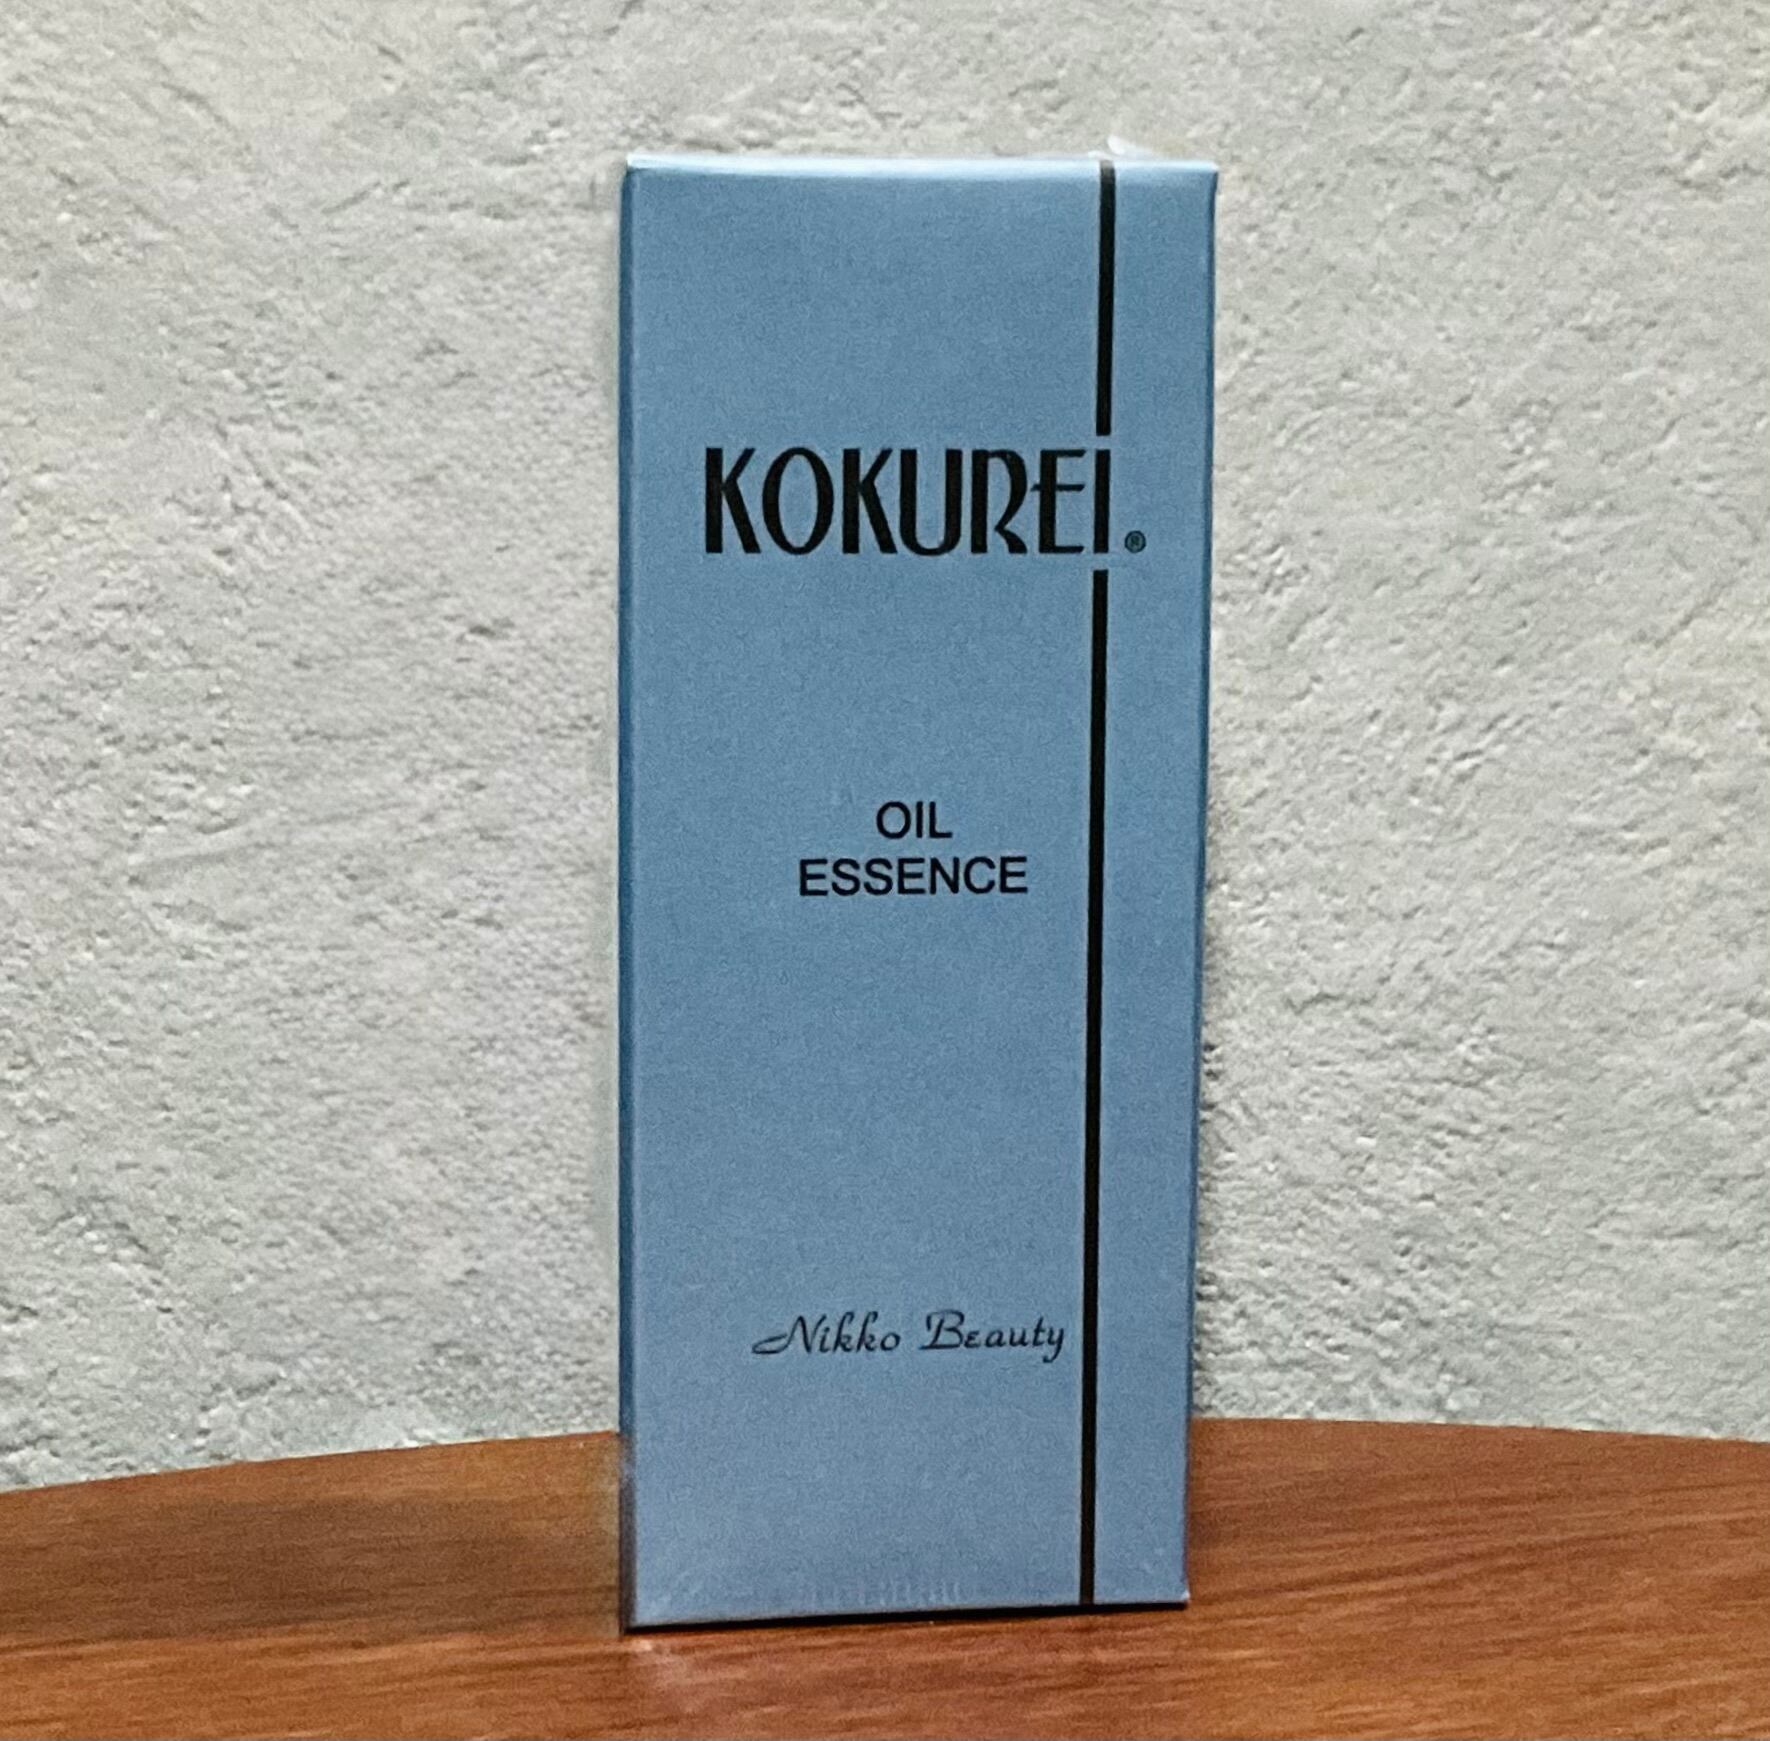 KOKUREI®
OIL
ESSENCE
Nikko Beauty